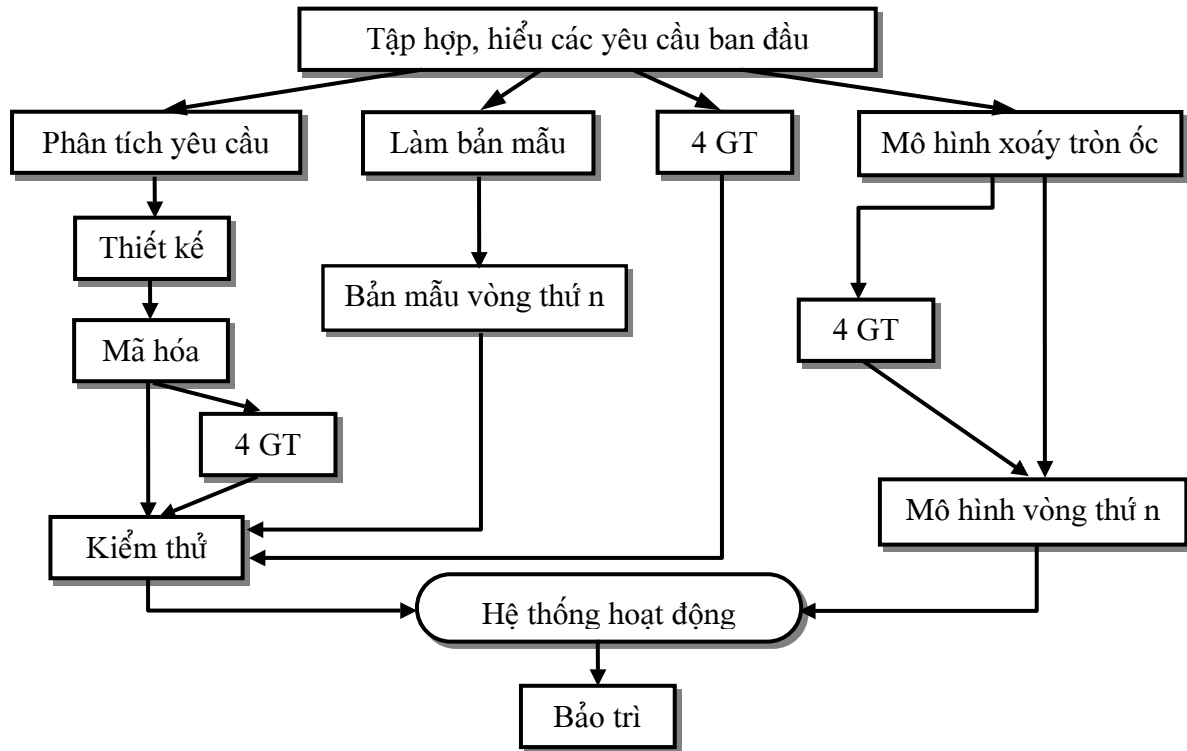 Tập hợp, hiểu các yêu cầu ban đầu
Phân tích yêu cầu
Làm bản mẫu
4 GT
Mô hình xoáy tròn ốc
Thiết kế
Bản mẫu vòng thứ n
4 GT
Mã hóa
4 GT
Mô hình vòng thứ n
Kiểm thử
Hệ thống hoạt động
Bảo trì